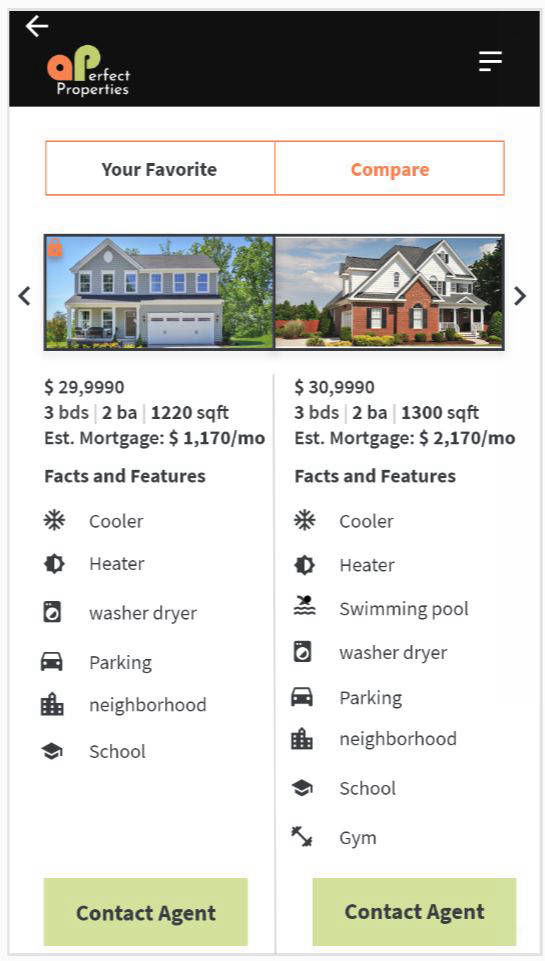 aPerfect
Properties
Your Favorite
Compare
$ 29,9990
3 bds | 2 ba | 1220 sqft
Est. Mortgage: $ 1,170/mo
Facts and Features
Cooler
Heater
washer dryer
Parking
neighborhood
School
Contact Agent
$ 30,9990
3 bds | 2 ba | 1300 sqft
Est. Mortgage: $ 2,170/mo
Facts and Features
Cooler
Heater
Swimming pool
washer dryer
Parking
neighborhood
School
Gym
Contact Agent